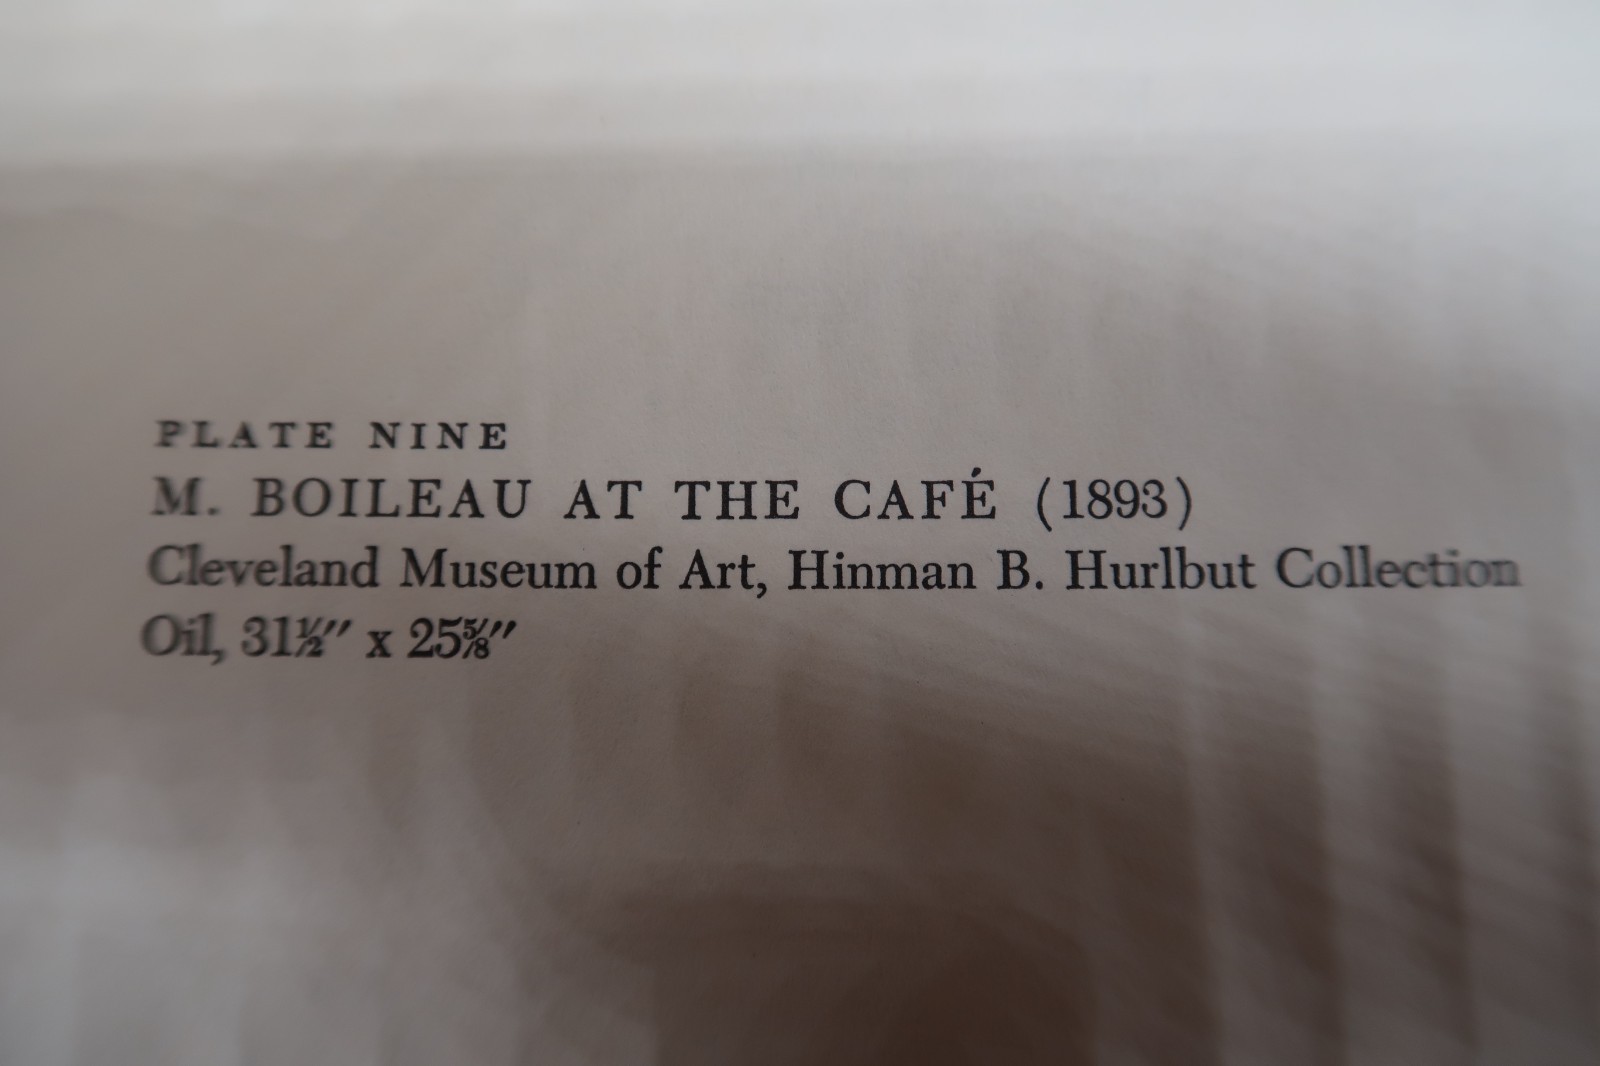 PLATE NINE
M. BOILEAU AT THE CAFÉ (1893)
Cleveland Museum of Art, Hinman B. Hurlbut Collection
Oil, 31½″ x 25⅝″